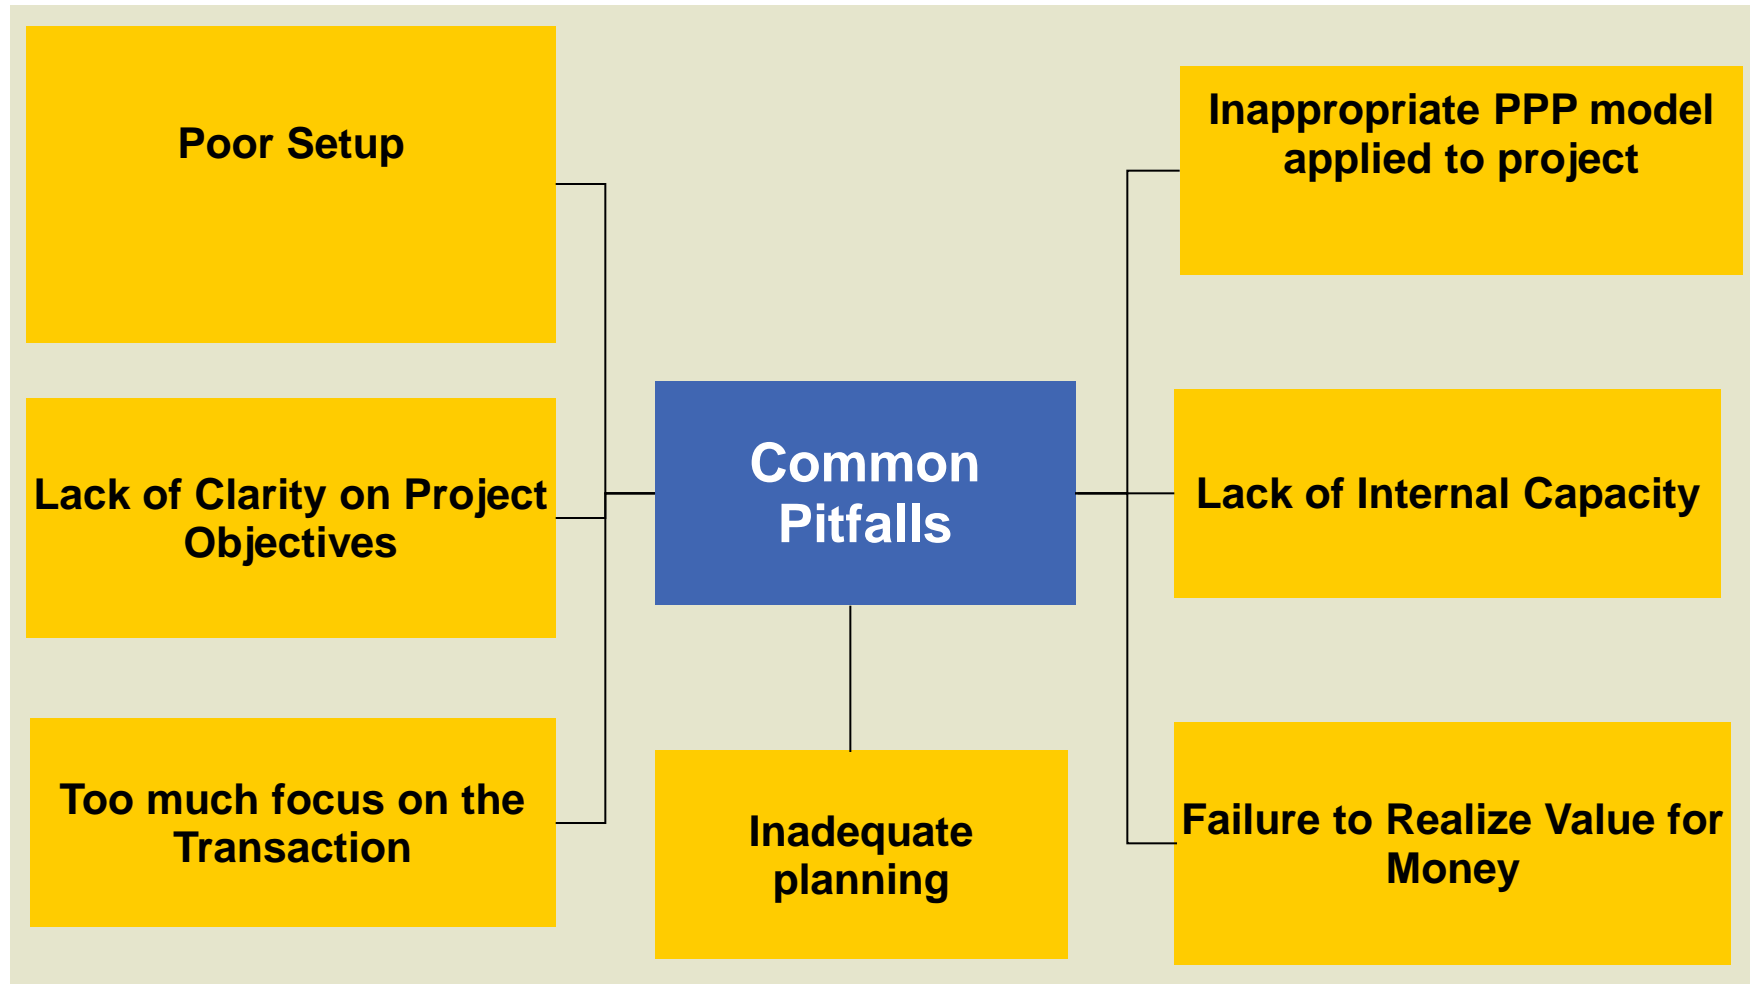 Poor Setup
Lack of Clarity on Project
Objectives
Too much focus on the
Transaction
Common
Pitfalls
Inadequate
planning
Inappropriate PPP model
applied to project
Lack of Internal Capacity
Failure to Realize Value for
Money